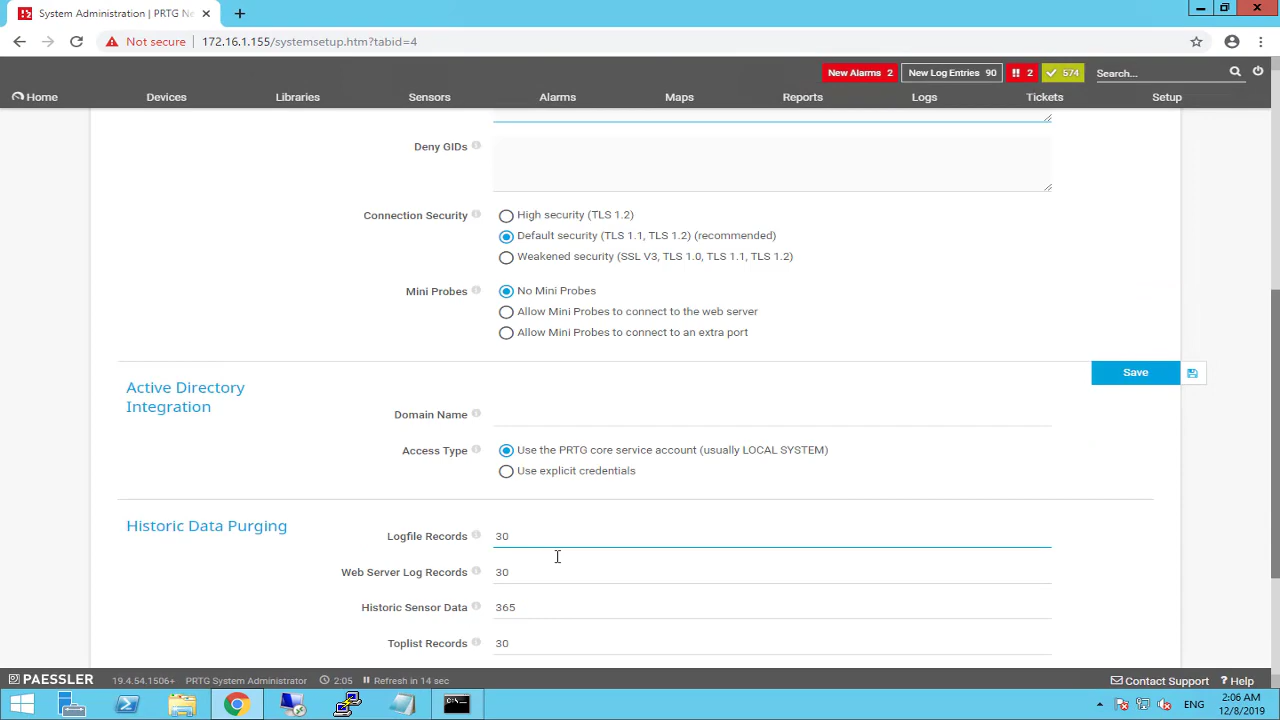 System Administration | PRTG Ne
Not secure
172.16.1.155/systemsetup.htm?tabid=4
New Alarms 2
New Log Entries 90
!! 2
574
Search...
Home
Devices
Libraries
Sensors
Alarms
Maps
Reports
Logs
Tickets
Setup
Deny GIDs
Connection Security
High security (TLS 1.2)
Default security (TLS 1.1, TLS 1.2) (recommended)
Weakened security (SSL V3, TLS 1.0, TLS 1.1, TLS 1.2)
Mini Probes
No Mini Probes
Allow Mini Probes to connect to the web server
Allow Mini Probes to connect to an extra port
Save
Active Directory
Integration
Domain Name
Access Type
Use the PRTG core service account (usually LOCAL SYSTEM)
Use explicit credentials
Historic Data Purging
Logfile Records
30
Web Server Log Records
30
Historic Sensor Data
365
Toplist Records
30
PAESSLER
19.4.54.1506+
PRTG System Administrator
2:05
Refresh in 14 sec
Contact Support
? Help
ENG
2:06 AM
12/8/2019